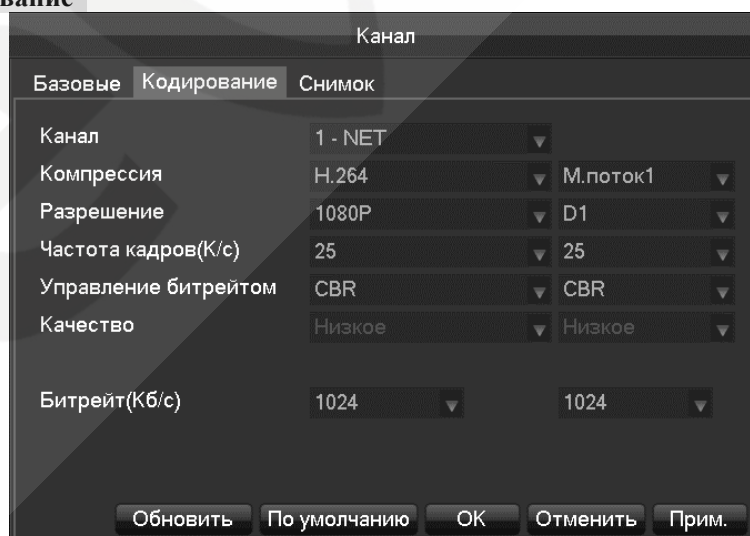 Канал
Базовые Кодирование Снимок
Канал 1 - NET
Компрессия H.264 М.поток1
Разрешение 1080P D1
Частота кадров(К/с) 25 25
Управление битрейтом CBR CBR
Качество Низкое Низкое
Битрейт(Кб/с) 1024 1024
Обновить По умолчанию OK Отменить Прим.